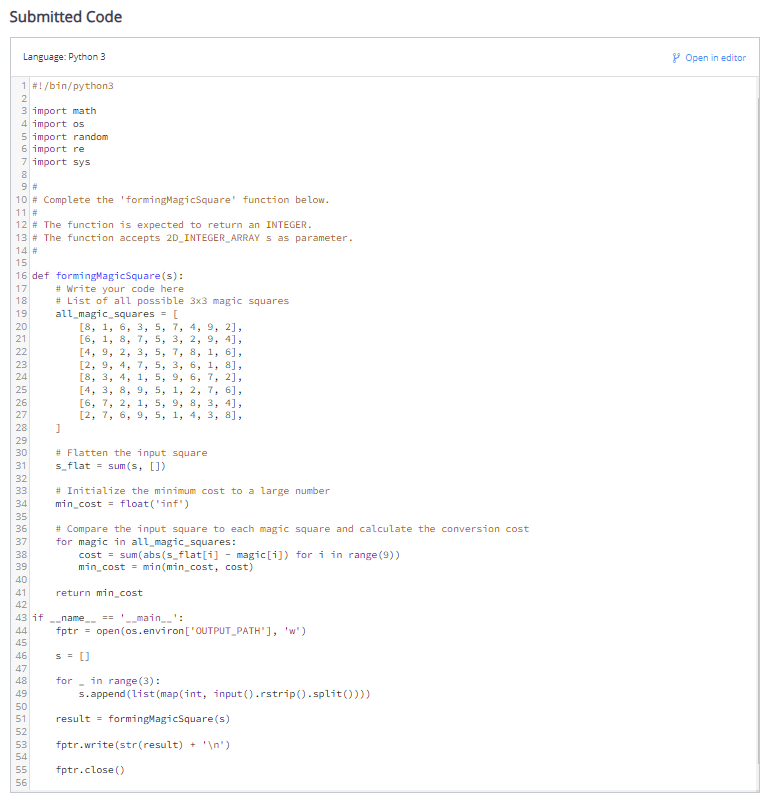 Submitted Code
Language: Python 3
Open in editor
1 #!/bin/python3
2
3 import math
4 import os
5 import random
6 import re
7 import sys
8
9 #
10 # Complete the 'formingMagicSquare' function below.
11 #
12 # The function is expected to return an INTEGER.
13 # The function accepts 2D_INTEGER_ARRAY s as parameter.
14 #
15
16 def formingMagicSquare(s):
17     # Write your code here
18     # List of all possible 3x3 magic squares
19     all_magic_squares = [
20         [8, 1, 6, 3, 5, 7, 4, 9, 2],
21         [6, 1, 8, 7, 5, 3, 2, 9, 4],
22         [4, 9, 2, 3, 5, 7, 8, 1, 6],
23         [2, 9, 4, 7, 5, 3, 6, 1, 8],
24         [8, 3, 4, 1, 5, 9, 6, 7, 2],
25         [4, 3, 8, 9, 5, 1, 2, 7, 6],
26         [6, 7, 2, 1, 5, 9, 8, 3, 4],
27         [2, 7, 6, 9, 5, 1, 4, 3, 8],
28     ]
29
30     # Flatten the input square
31     s_flat = sum(s, [])
32
33     # Initialize the minimum cost to a large number
34     min_cost = float('inf')
35
36     # Compare the input square to each magic square and calculate the conversion cost
37     for magic in all_magic_squares:
38         cost = sum(abs(s_flat[i] - magic[i]) for i in range(9))
39         min_cost = min(min_cost, cost)
40
41     return min_cost
42
43 if __name__ == '__main__':
44     fptr = open(os.environ['OUTPUT_PATH'], 'w')
45
46     s = []
47
48     for _ in range(3):
49         s.append(list(map(int, input().rstrip().split())))
50
51     result = formingMagicSquare(s)
52
53     fptr.write(str(result) + '\n')
54
55     fptr.close()
56